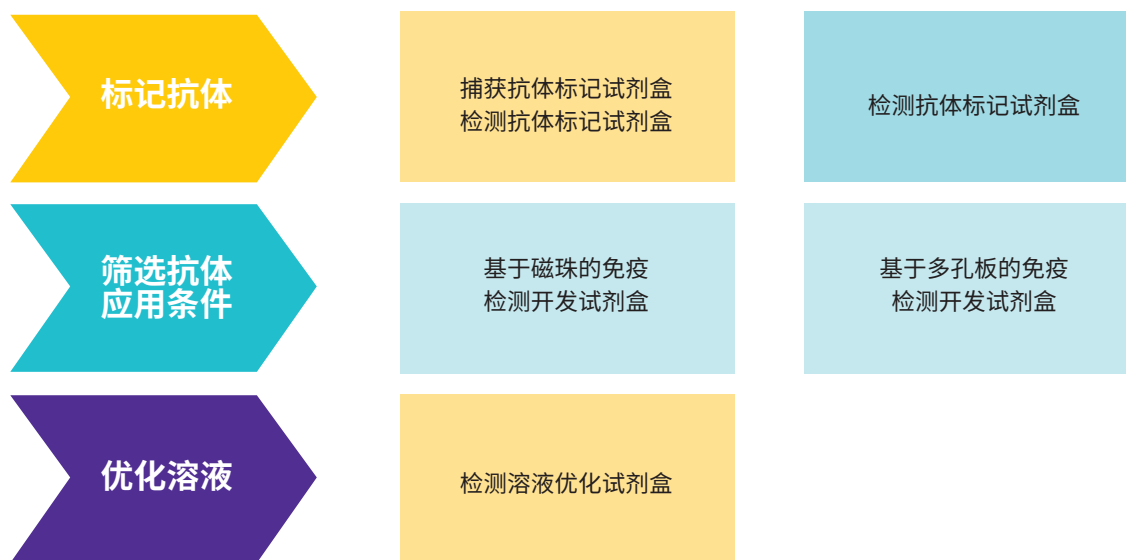 标记抗体
捕获抗体标记试剂盒
检测抗体标记试剂盒
检测抗体标记试剂盒
筛选抗体
应用条件
基于磁珠的免疫
检测开发试剂盒
基于多孔板的免疫
检测开发试剂盒
优化溶液
检测溶液优化试剂盒